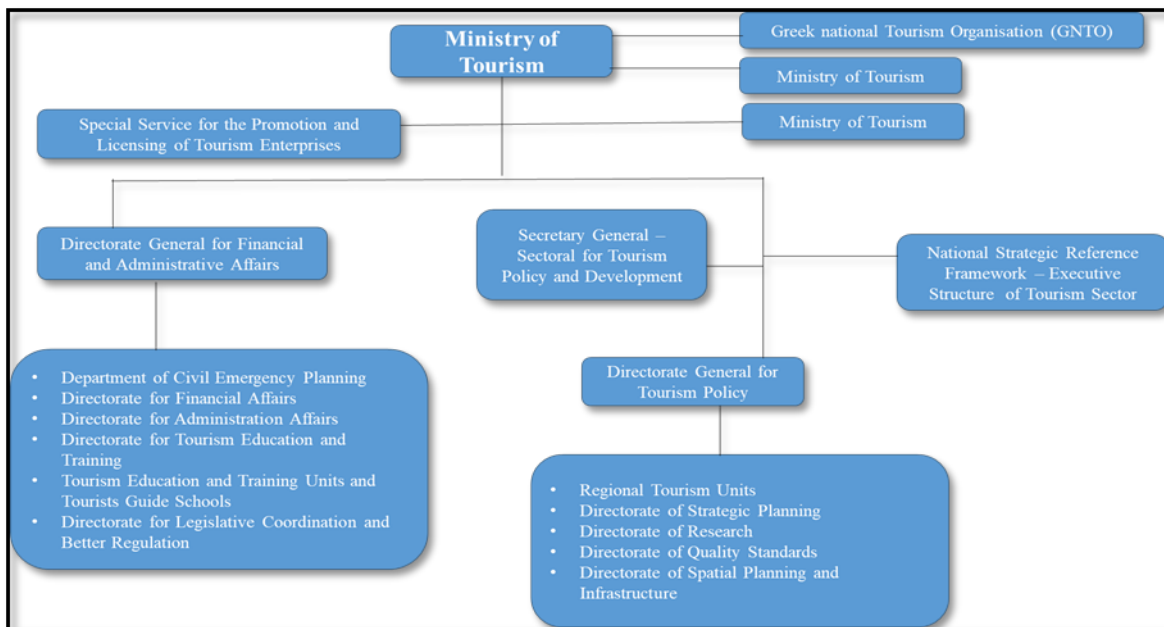 Ministry of
Tourism
Greek national Tourism Organisation (GNTO)
Ministry of Tourism
Special Service for the Promotion and
Licensing of Tourism Enterprises
Ministry of Tourism
Directorate General for Financial
and Administrative Affairs
Secretary General –
Sectoral for Tourism
Policy and Development
National Strategic Reference
Framework – Executive
Structure of Tourism Sector
• Department of Civil Emergency Planning
• Directorate for Financial Affairs
• Directorate for Administration Affairs
• Directorate for Tourism Education and
Training
• Tourism Education and Training Units and
Tourists Guide Schools
• Directorate for Legislative Coordination and
Better Regulation
Directorate General for
Tourism Policy
• Regional Tourism Units
• Directorate of Strategic Planning
• Directorate of Research
• Directorate of Quality Standards
• Directorate of Spatial Planning and
Infrastructure